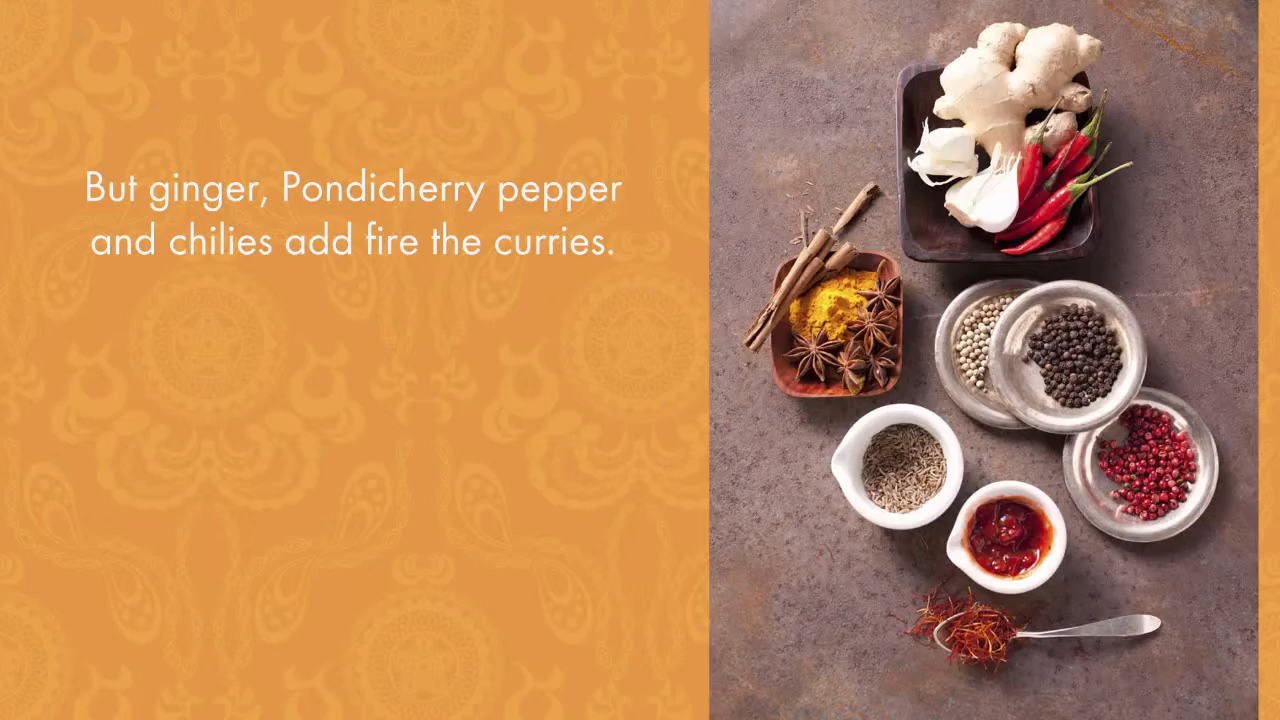 But ginger, Pondicherry pepper
and chilies add fire the curries.